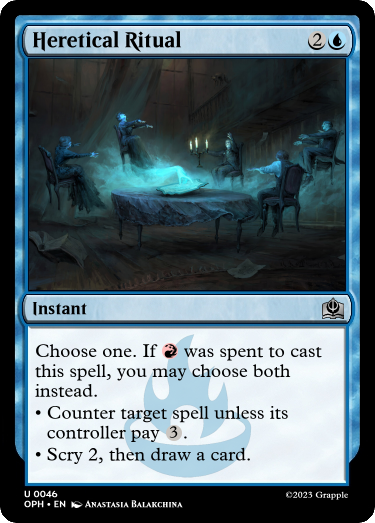 Heretical Ritual 2
Instant
Choose one. If was spent to cast
this spell, you may choose both
instead.
• Counter target spell unless its
controller pay 3.
• Scry 2, then draw a card.
U 0046
OPH • EN Anastasia Balakchina
©2023 Grapple